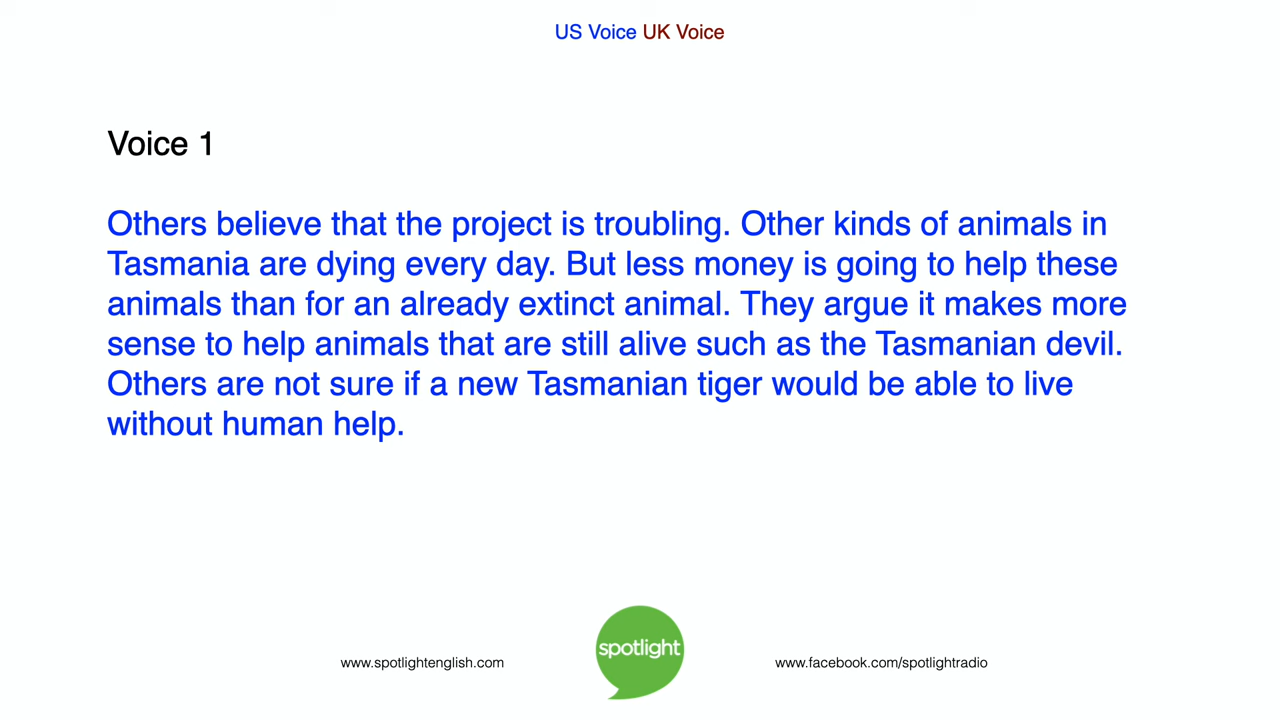 US Voice UK Voice
Voice 1
Others believe that the project is troubling. Other kinds of animals in
Tasmania are dying every day. But less money is going to help these
animals than for an already extinct animal. They argue it makes more
sense to help animals that are still alive such as the Tasmanian devil.
Others are not sure if a new Tasmanian tiger would be able to live
without human help.
spotlight
www.spotlightenglish.com
www.facebook.com/spotlightradio